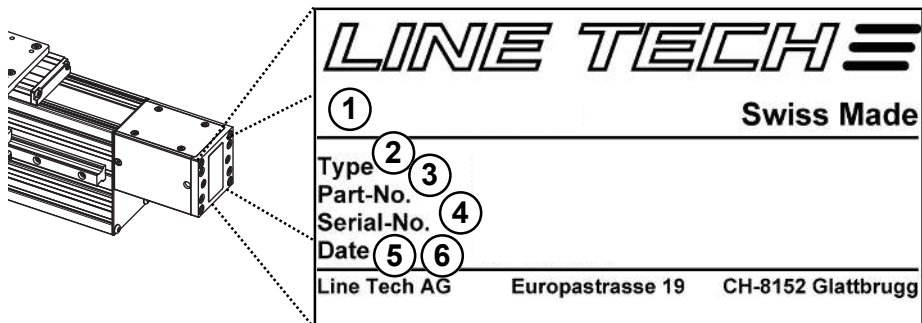 LINE TECH
1
Swiss Made
Type 2
3
Part-No.
4
Serial-No.
Date 5 6
Line Tech AG Europastrasse 19 CH-8152 Glattbrugg